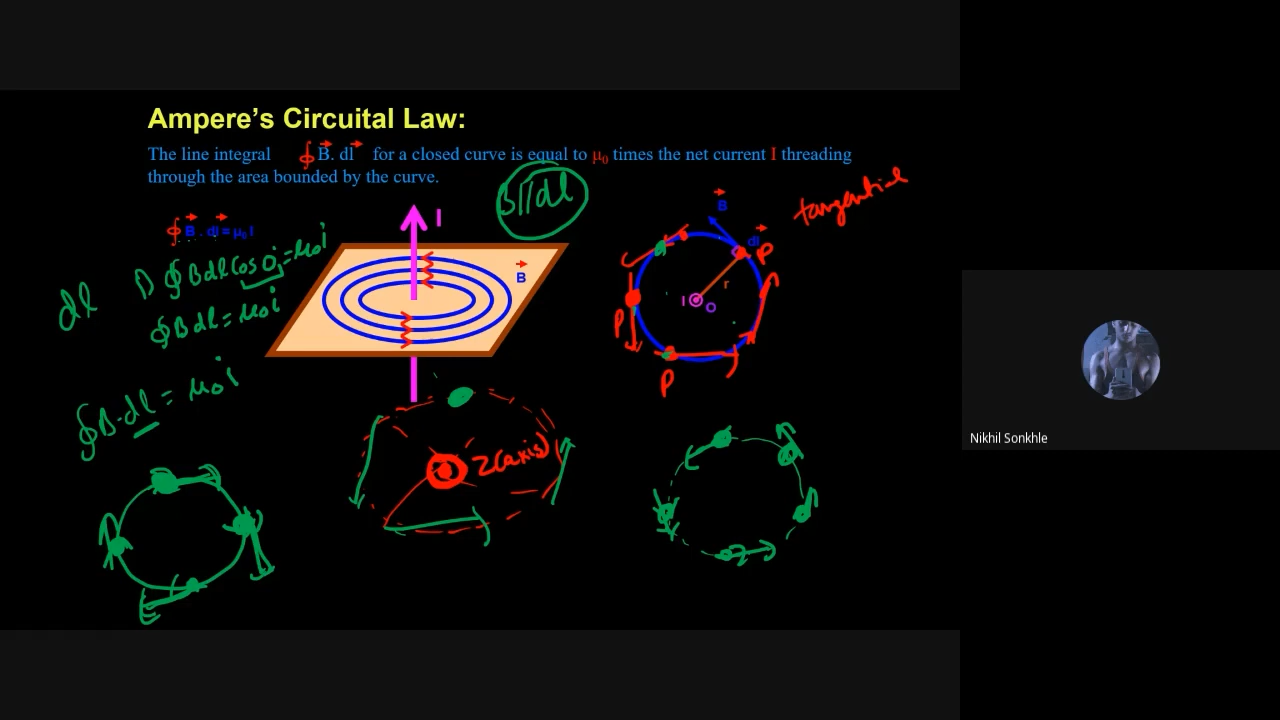 Ampere’s Circuital Law:
The line integral ∮ B. dl for a closed curve is equal to μ₀ times the net current I threading
through the area bounded by the curve.
B∥dl
tangential
∮ B . dl = μ₀ I
I
B
B
dl
P
r
I O
P
P
∮Bdl cos 0 = μ₀i
∮Bdl = μ₀i
dl
∮B·dl = μ₀i
Z(axis)
Nikhil Sonkhle